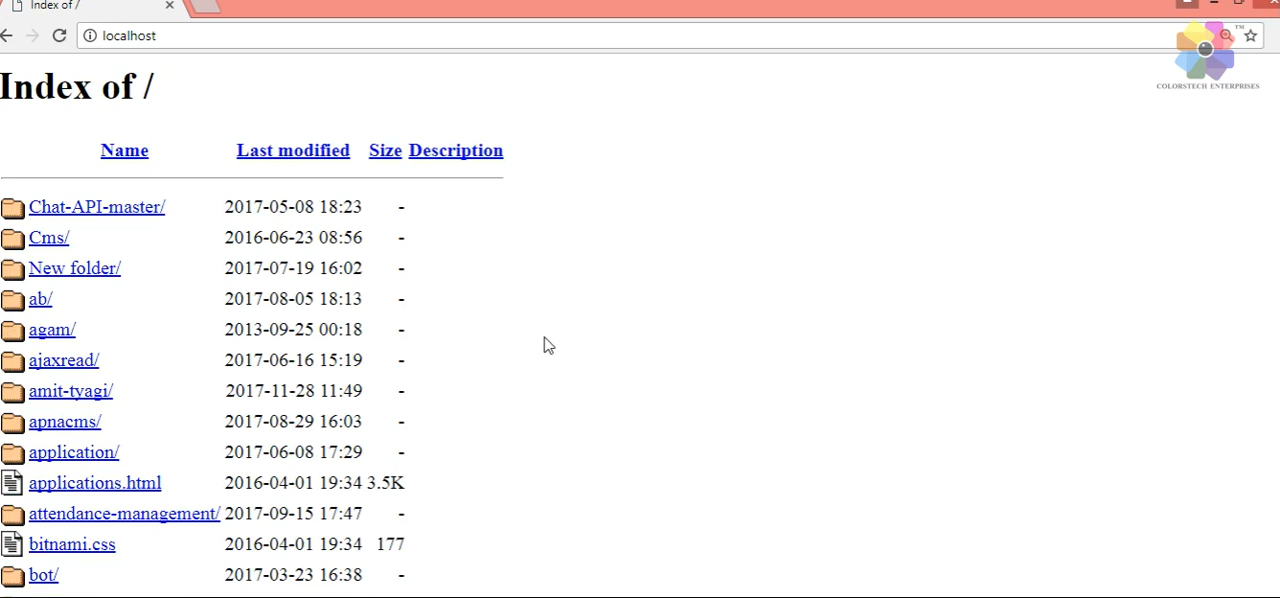 Index of /
localhost
TM
COLORSTECH ENTERPRISES
Index of /
Name Last modified Size Description
Chat-API-master/ 2017-05-08 18:23 -
Cms/ 2016-06-23 08:56 -
New folder/ 2017-07-19 16:02 -
ab/ 2017-08-05 18:13 -
agam/ 2013-09-25 00:18 -
ajaxread/ 2017-06-16 15:19 -
amit-tyagi/ 2017-11-28 11:49 -
apnacms/ 2017-08-29 16:03 -
application/ 2017-06-08 17:29 -
applications.html 2016-04-01 19:34 3.5K
attendance-management/ 2017-09-15 17:47 -
bitnami.css 2016-04-01 19:34 177
bot/ 2017-03-23 16:38 -